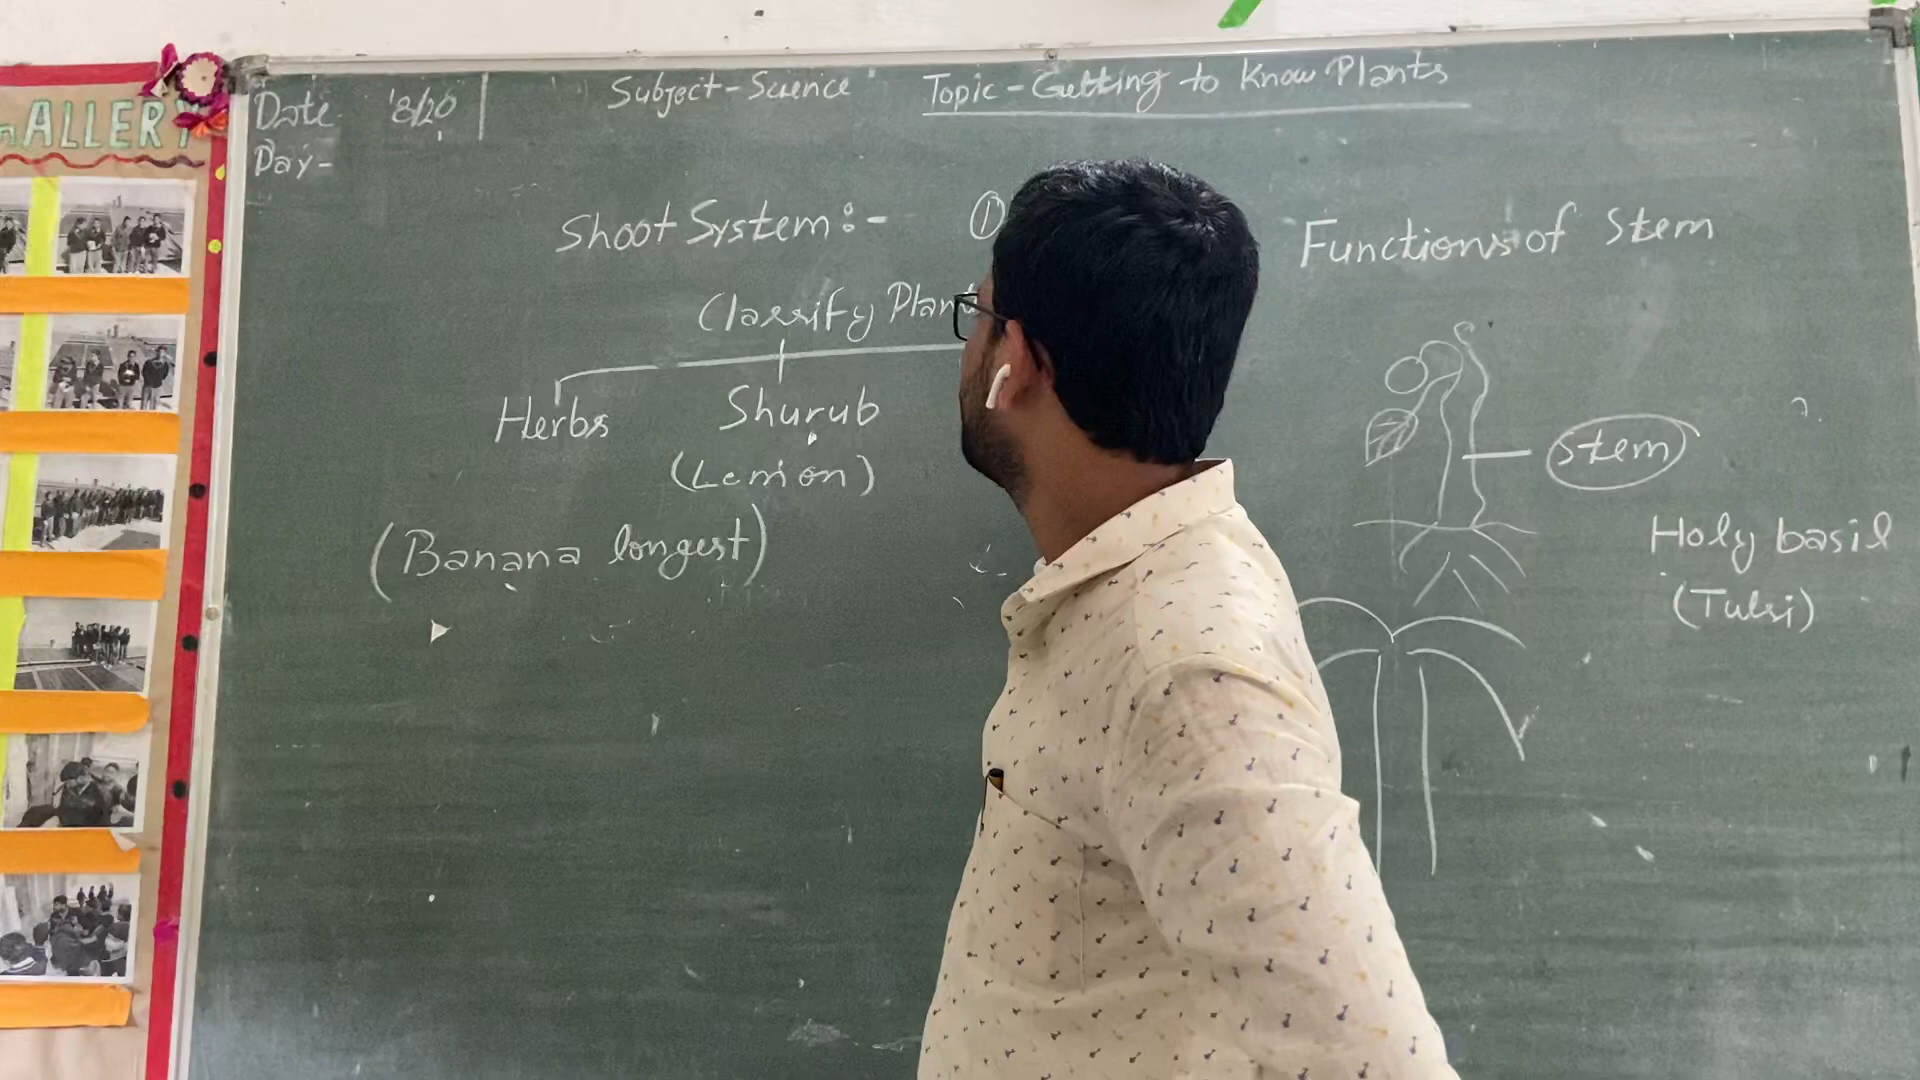 ALLERY
Date 8/20
Day-
Subject-Science
Topic-Getting to Know Plants
Shoot System:-
①
Classify Plant
Herbs
Shurub
(Lemon)
(Banana longest)
Functions of Stem
Stem
Holy basil
(Tulsi)